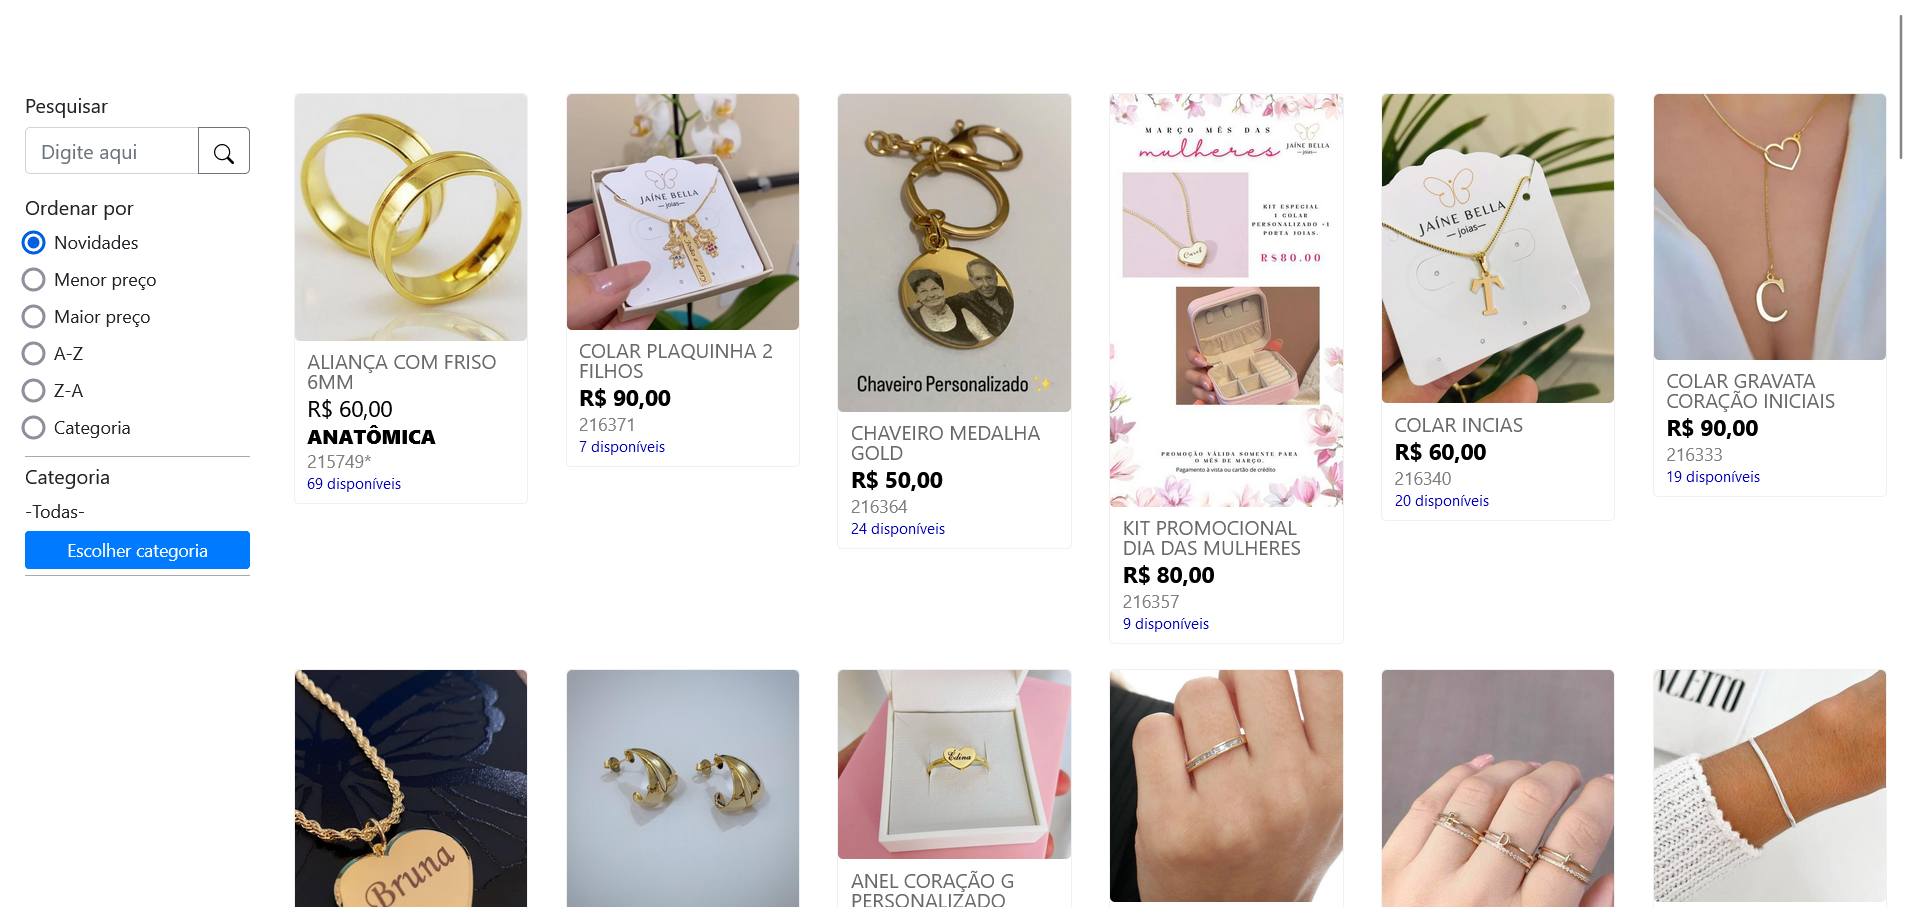 Pesquisar
Digite aqui
Ordenar por
Novidades
Menor preço
Maior preço
A-Z
Z-A
Categoria
Categoria
-Todas-
Escolher categoria
ALIANÇA COM FRISO
6MM
R$ 60,00
ANATÔMICA
215749*
69 disponíveis
JAÍNE BELLA
joias
COLAR PLAQUINHA 2
FILHOS
R$ 90,00
216371
7 disponíveis
Chaveiro Personalizado ✨
CHAVEIRO MEDALHA
GOLD
R$ 50,00
216364
24 disponíveis
MARÇO MÊS DAS
mulheres
JAÍNE BELLA
joias
KIT ESPECIAL
1 COLAR
PERSONALIZADO +1
PORTA JOIAS.
R$80.00
Carol
PROMOÇÃO VÁLIDA SOMENTE PARA
O MÊS DE MARÇO.
Pagamento à vista ou cartão de crédito
KIT PROMOCIONAL
DIA DAS MULHERES
R$ 80,00
216357
9 disponíveis
JAÍNE BELLA
joias
T
COLAR INCIAS
R$ 60,00
216340
20 disponíveis
C
COLAR GRAVATA
CORAÇÃO INICIAIS
R$ 90,00
216333
19 disponíveis
Bruna
Edina
ANEL CORAÇÃO G
PERSONALIZADO